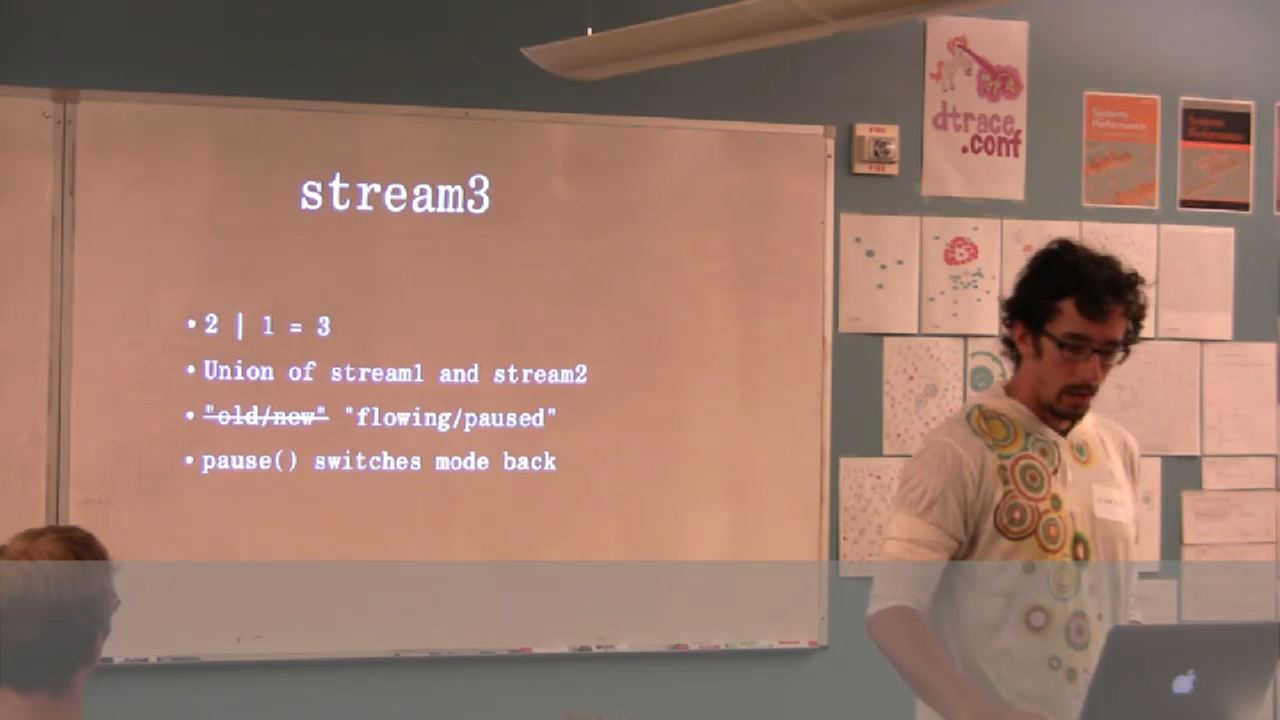 stream3
•2 | 1 = 3
•Union of stream1 and stream2
•"old/new" "flowing/paused"
•pause() switches mode back
dtrace
.conf
FIRE
FIRE
Systems
Performance
Systems
Performance